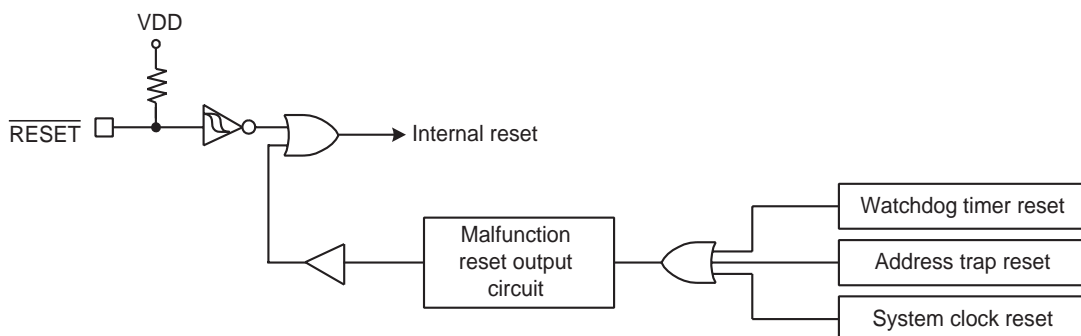 VDD
RESET
Internal reset
Malfunction
reset output
circuit
Watchdog timer reset
Address trap reset
System clock reset